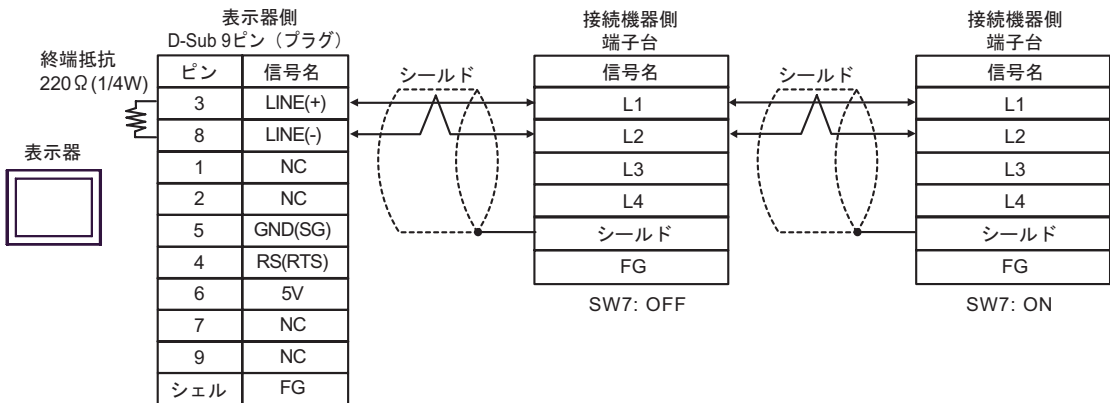 表示器側
D-Sub 9ピン（プラグ）
終端抵抗
220Ω(1/4W)
表示器
ピン 信号名
3 LINE(+)
8 LINE(-)
1 NC
2 NC
5 GND(SG)
4 RS(RTS)
6 5V
7 NC
9 NC
シェル FG
シールド
接続機器側
端子台
信号名
L1
L2
L3
L4
シールド
FG
SW7: OFF
シールド
接続機器側
端子台
信号名
L1
L2
L3
L4
シールド
FG
SW7: ON